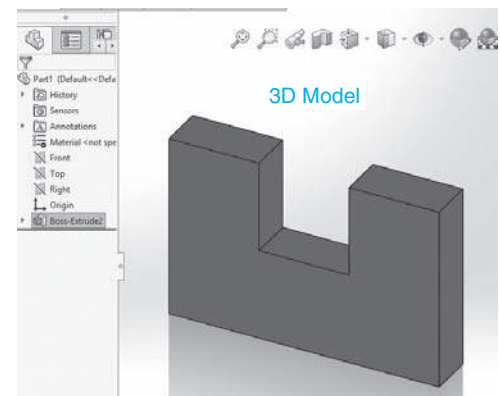 Part1 (Default<<Defa
History
Sensors
Annotations
Material <not spe
Front
Top
Right
Origin
Boss-Extrude2
3D Model